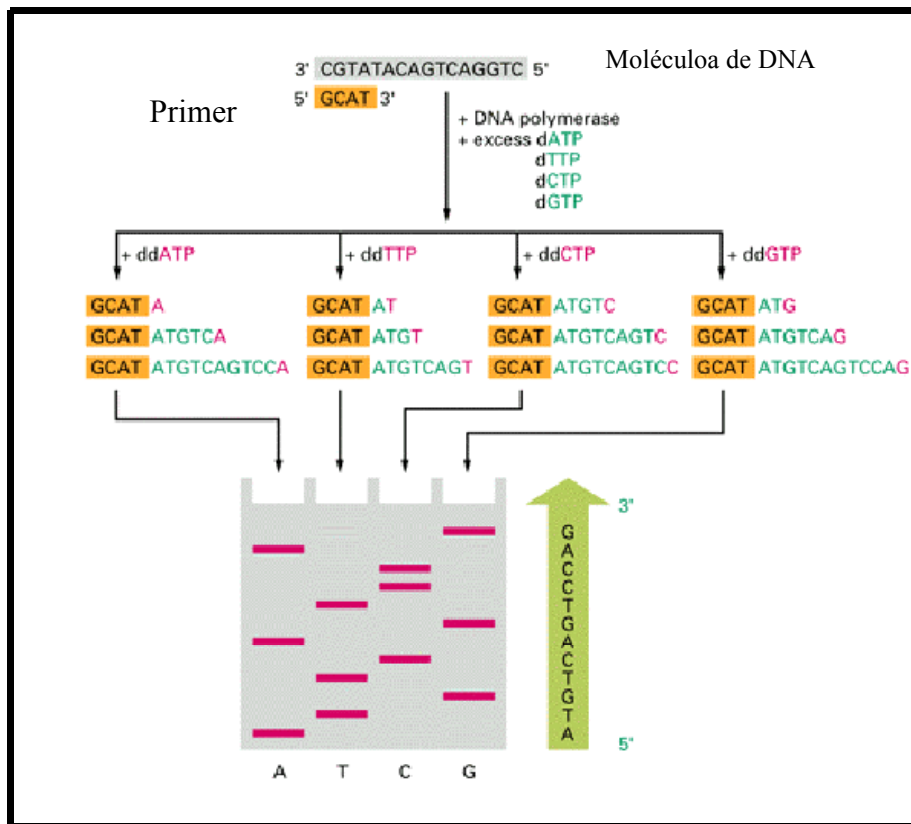 Moléculoa de DNA
3' CGTATACAGTCAGGTC 5"
Primer
5' GCAT 3'
+ DNA polymerase
+ excess dATP
dTTP
dCTP
dGTP
+ ddATP
+ ddTTP
+ ddCTP
+ ddGTP
GCAT A
GCAT ATGTCA
GCAT ATGTCAGTCCA
GCAT AT
GCAT ATGT
GCAT ATGTCAGT
GCAT ATGTC
GCAT ATGTCAGTC
GCAT ATGTCAGTCC
GCAT ATG
GCAT ATGTCAG
GCAT ATGTCAGTCCAG
3"
G
A
C
C
T
G
A
C
T
G
T
A
5"
A T C G